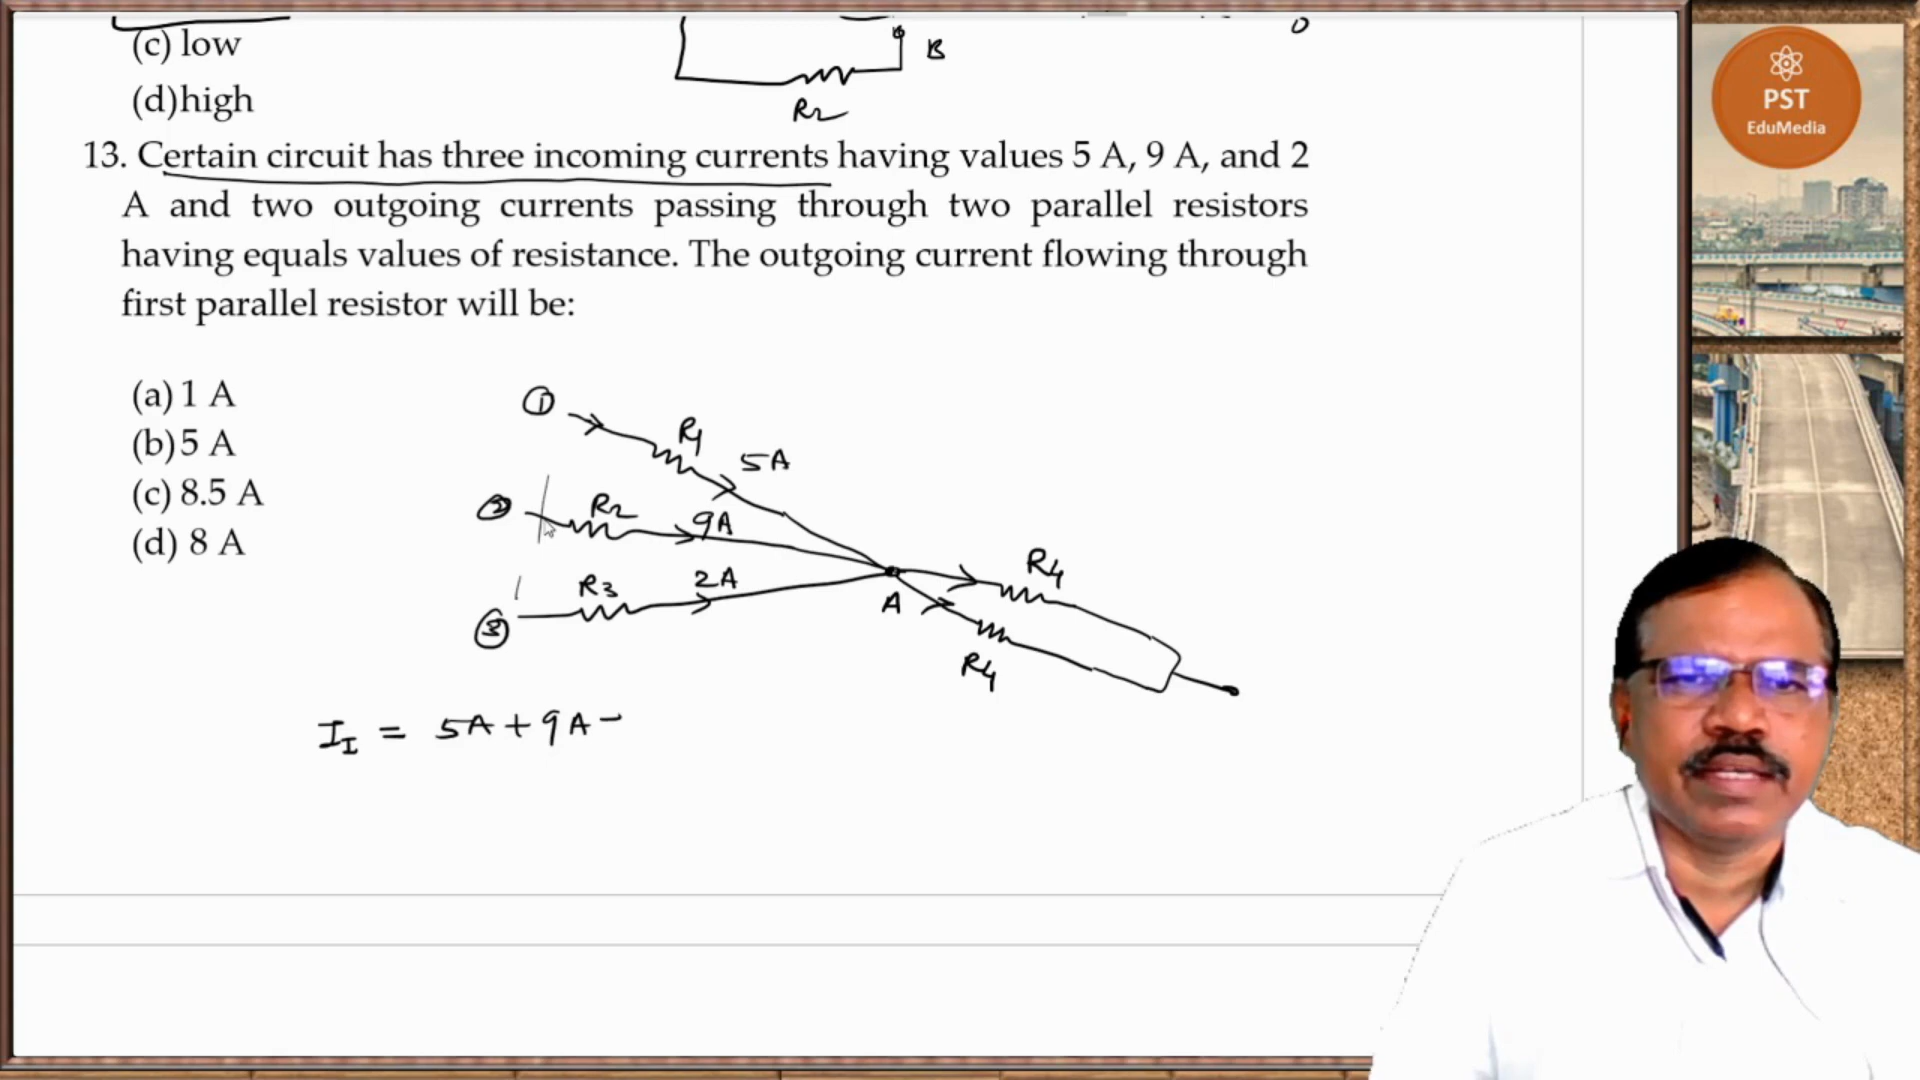 (c) low
B
(d)high
R2
13. Certain circuit has three incoming currents having values 5 A, 9 A, and 2
A and two outgoing currents passing through two parallel resistors
having equals values of resistance. The outgoing current flowing through
first parallel resistor will be:
(a) 1 A
(b) 5 A
(c) 8.5 A
(d) 8 A
1
R1
5A
2
R2
9A
3
R3
2A
A
R4
R4
I_I = 5A + 9A -
PST
EduMedia